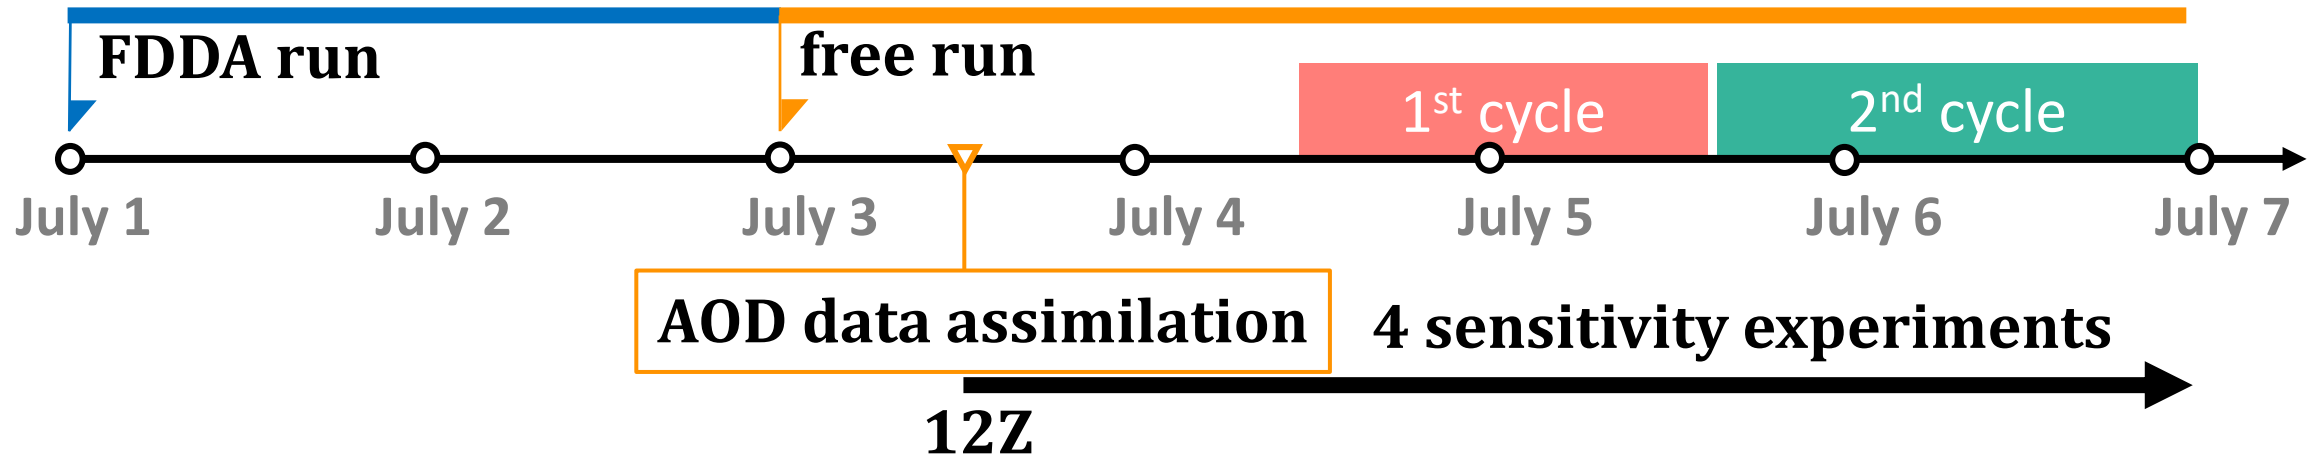 FDDA run
free run
1st cycle
2nd cycle
July 1
July 2
July 3
July 4
July 5
July 6
July 7
AOD data assimilation
4 sensitivity experiments
12Z